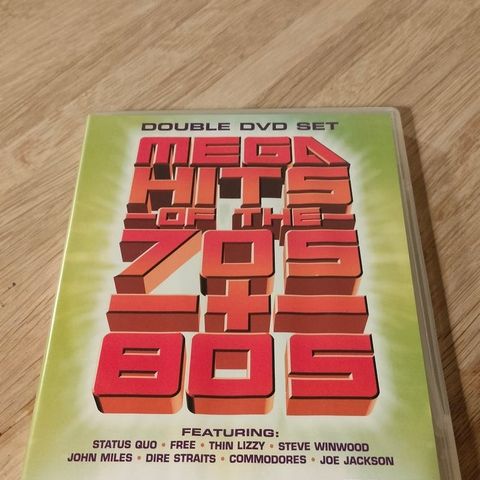 DOUBLE DVD SET
MEGA
HITS
OF THE
70S
+
80S
FEATURING:
STATUS QUO • FREE • THIN LIZZY • STEVE WINWOOD
JOHN MILES • DIRE STRAITS • COMMODORES • JOE JACKSON